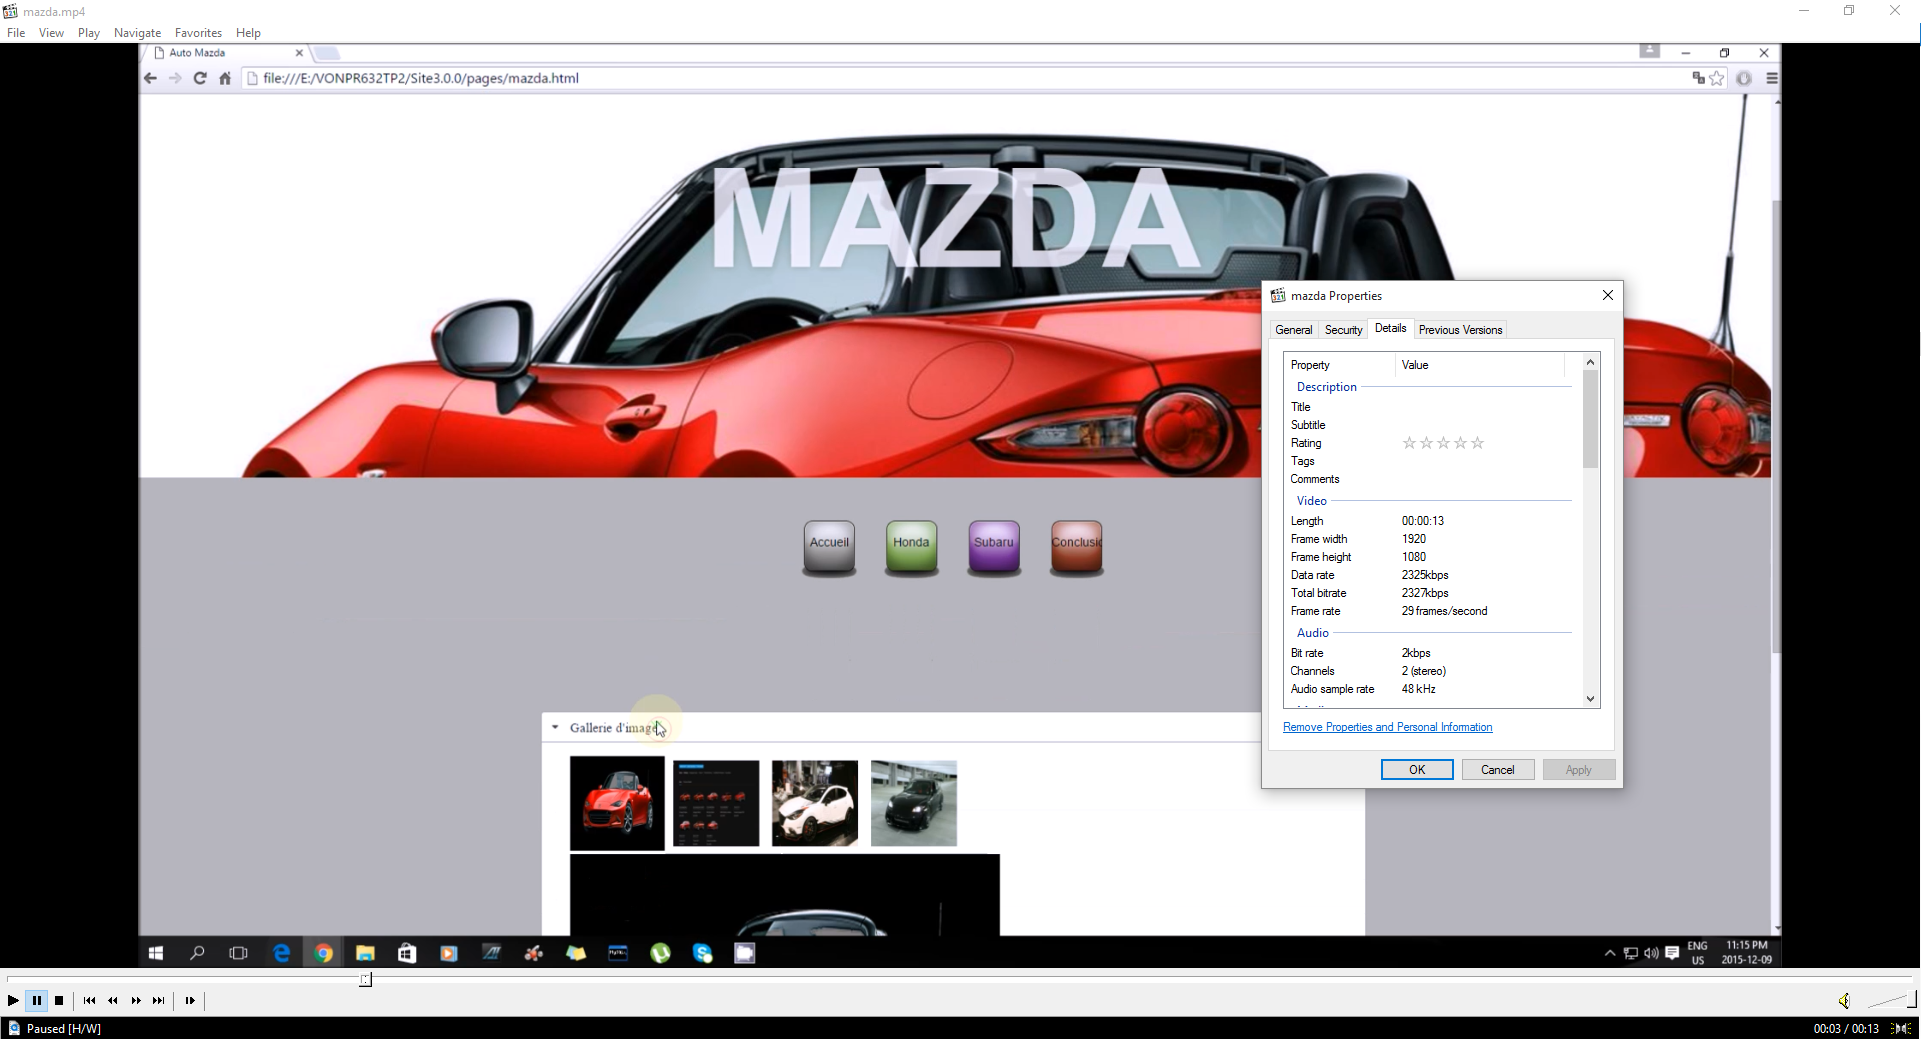 mazda.mp4
File View Play Navigate Favorites Help
Auto Mazda
file:///E:/VONPR632TP2/Site3.0.0/pages/mazda.html
MAZDA
mazda Properties
General Security Details Previous Versions
Property Value
Description
Title
Subtitle
Rating
Tags
Comments
Video
Length 00:00:13
Frame width 1920
Frame height 1080
Data rate 2325kbps
Total bitrate 2327kbps
Frame rate 29 frames/second
Audio
Bit rate 2kbps
Channels 2 (stereo)
Audio sample rate 48 kHz
Remove Properties and Personal Information
OK Cancel Apply
Accueil Honda Subaru Conclusi
Gallerie d'image
ENG
US
11:15 PM
2015-12-09
Paused [H/W]
00:03 / 00:13